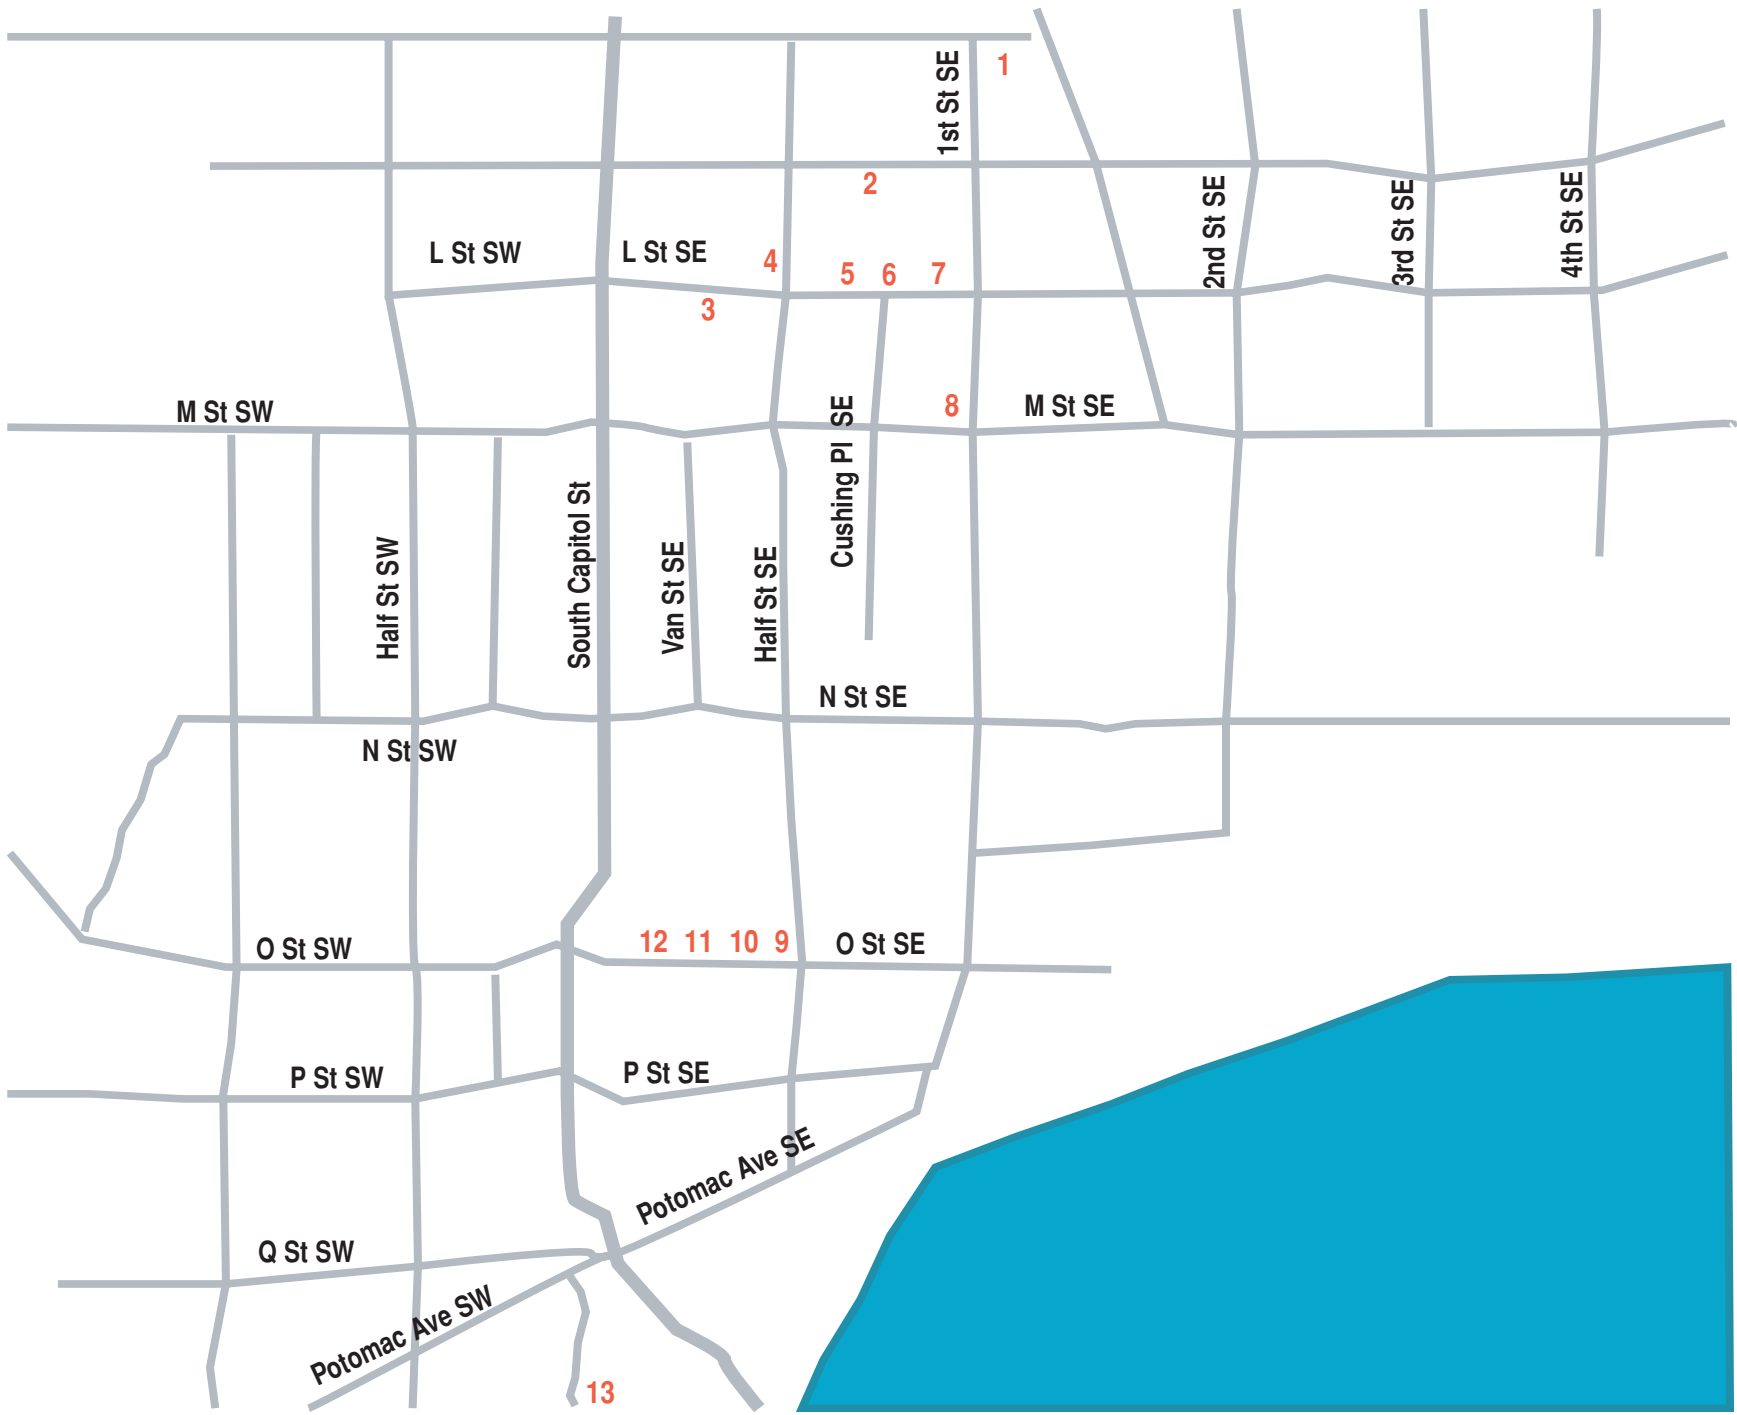 1st St SE
1
2
2nd St SE
3rd St SE
4th St SE
L St SW
L St SE
4
5
6
7
3
M St SW
8
M St SE
Cushing Pl SE
Half St SW
South Capitol St
Van St SE
Half St SE
N St SE
N St SW
O St SW
12
11
10
9
O St SE
P St SW
P St SE
Potomac Ave SE
Q St SW
Potomac Ave SW
13